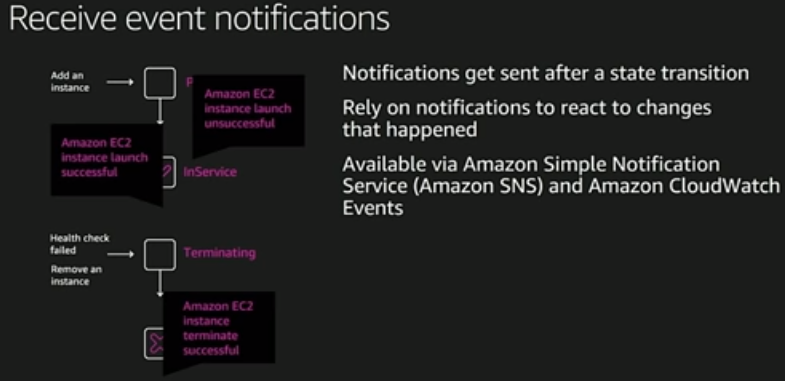 Receive event notifications
Add an
instance
P
Amazon EC2
instance launch
unsuccessful
Amazon EC2
instance launch
successful
InService
Health check
failed
Remove an
instance
Terminating
Amazon EC2
instance
terminate
successful
Notifications get sent after a state transition
Rely on notifications to react to changes
that happened
Available via Amazon Simple Notification
Service (Amazon SNS) and Amazon CloudWatch
Events